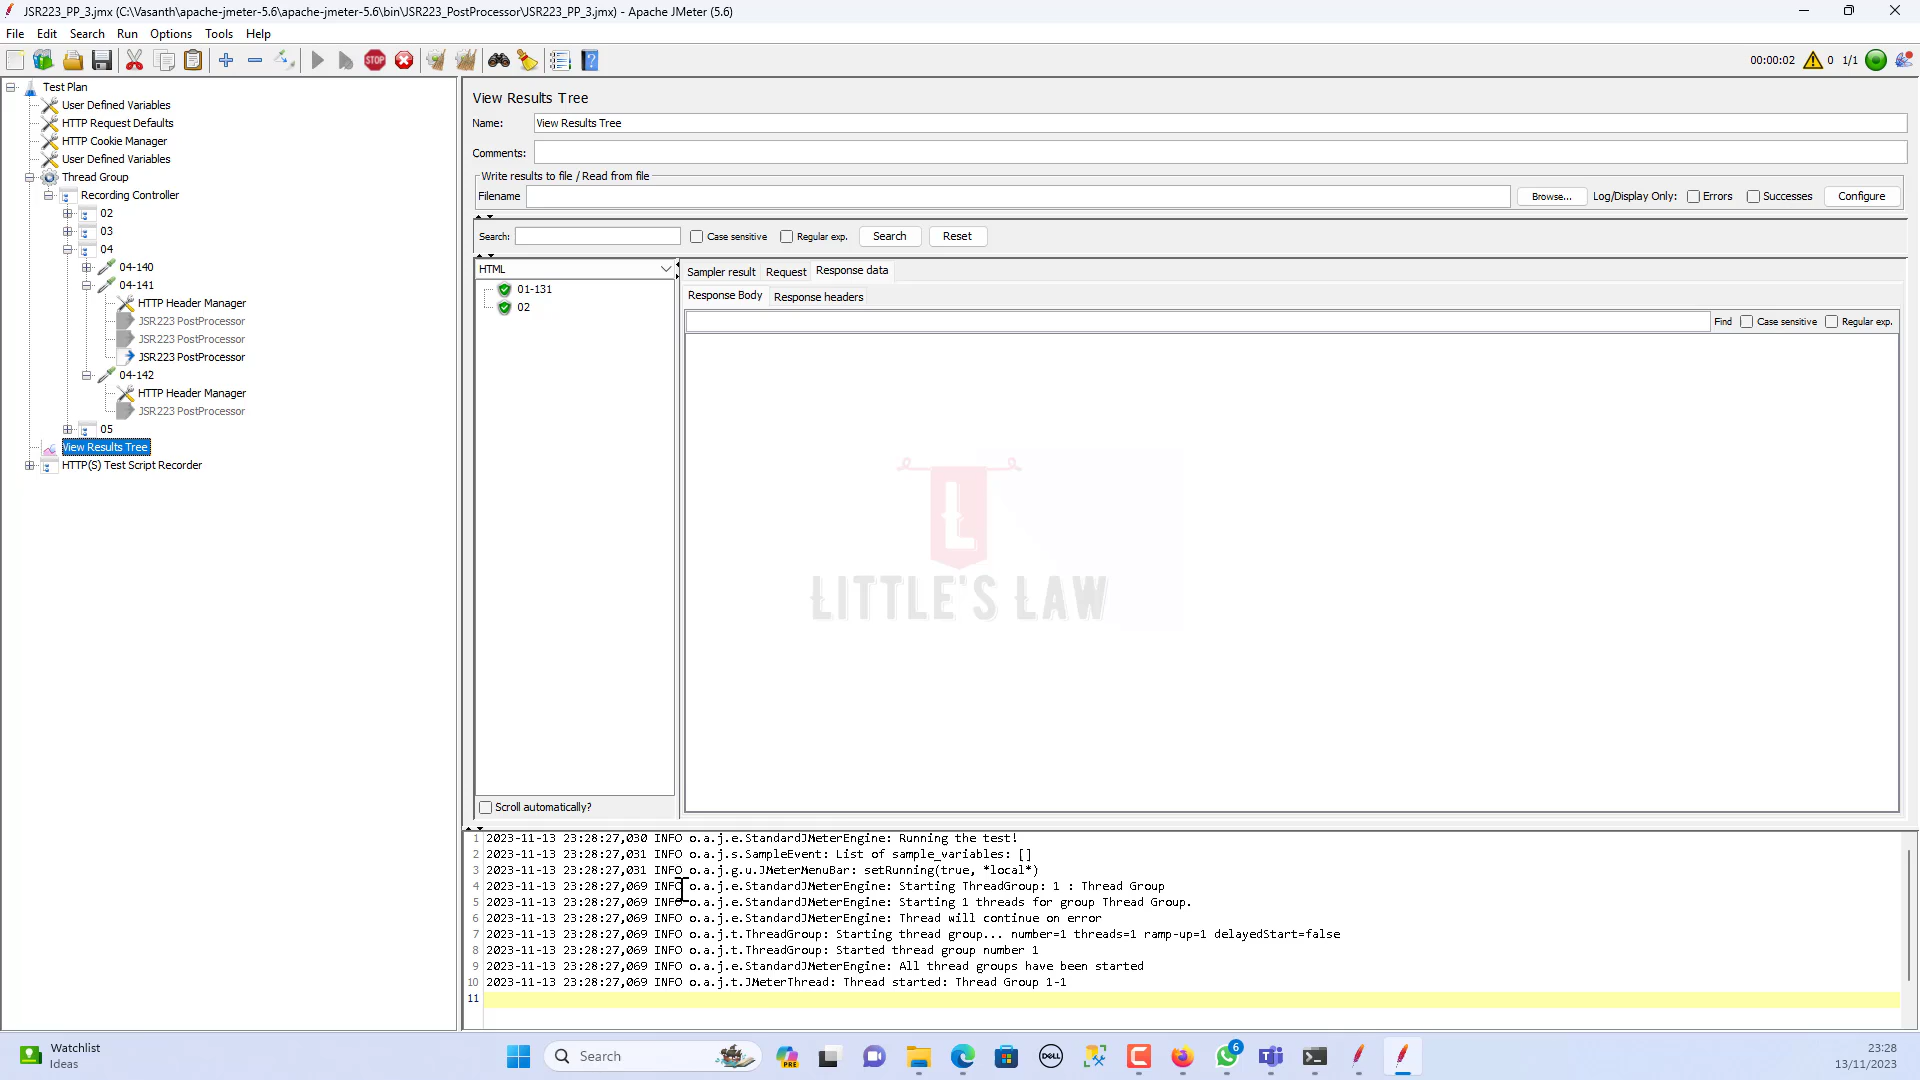 JSR223_PP_3.jmx (C:\Vasanth\apache-jmeter-5.6\apache-jmeter-5.6\bin\JSR223_PostProcessor\JSR223_PP_3.jmx) - Apache JMeter (5.6)
File Edit Search Run Options Tools Help
STOP
00:00:02 0 1/1
Test Plan
User Defined Variables
HTTP Request Defaults
HTTP Cookie Manager
User Defined Variables
Thread Group
Recording Controller
02
03
04
04-140
04-141
HTTP Header Manager
JSR223 PostProcessor
JSR223 PostProcessor
JSR223 PostProcessor
04-142
HTTP Header Manager
JSR223 PostProcessor
05
View Results Tree
HTTP(S) Test Script Recorder
View Results Tree
Name: View Results Tree
Comments:
Write results to file / Read from file
Filename Browse... Log/Display Only: Errors Successes Configure
Search: Case sensitive Regular exp. Search Reset
HTML
01-131
02
Scroll automatically?
Sampler result Request Response data
Response Body Response headers
Find Case sensitive Regular exp.
L
LITTLE'S LAW
1 2023-11-13 23:28:27,030 INFO o.a.j.e.StandardJMeterEngine: Running the test!
2 2023-11-13 23:28:27,031 INFO o.a.j.s.SampleEvent: List of sample_variables: []
3 2023-11-13 23:28:27,031 INFO o.a.j.g.u.JMeterMenuBar: setRunning(true, *local*)
4 2023-11-13 23:28:27,069 INFO o.a.j.e.StandardJMeterEngine: Starting ThreadGroup: 1 : Thread Group
5 2023-11-13 23:28:27,069 INFO o.a.j.e.StandardJMeterEngine: Starting 1 threads for group Thread Group.
6 2023-11-13 23:28:27,069 INFO o.a.j.e.StandardJMeterEngine: Thread will continue on error
7 2023-11-13 23:28:27,069 INFO o.a.j.t.ThreadGroup: Starting thread group... number=1 threads=1 ramp-up=1 delayedStart=false
8 2023-11-13 23:28:27,069 INFO o.a.j.t.ThreadGroup: Started thread group number 1
9 2023-11-13 23:28:27,069 INFO o.a.j.e.StandardJMeterEngine: All thread groups have been started
10 2023-11-13 23:28:27,069 INFO o.a.j.t.JMeterThread: Thread started: Thread Group 1-1
11
Watchlist
Ideas
Search
PRE
DELL
6
23:28
13/11/2023